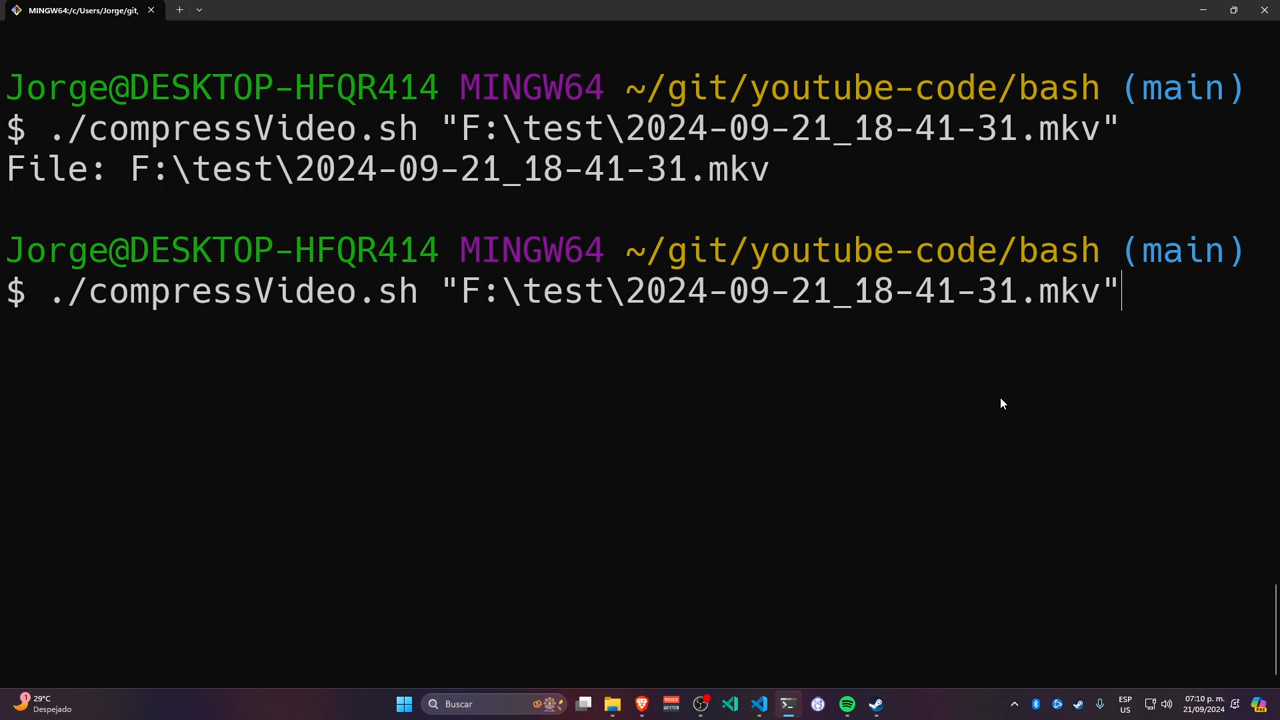 MINGW64:/c/Users/Jorge/git,
Jorge@DESKTOP-HFQR414 MINGW64 ~/git/youtube-code/bash (main)
$ ./compressVideo.sh "F:\test\2024-09-21_18-41-31.mkv"
File: F:\test\2024-09-21_18-41-31.mkv
Jorge@DESKTOP-HFQR414 MINGW64 ~/git/youtube-code/bash (main)
$ ./compressVideo.sh "F:\test\2024-09-21_18-41-31.mkv"
1
29°C
Despejado
Buscar
ESP
US
07:10 p. m.
21/09/2024